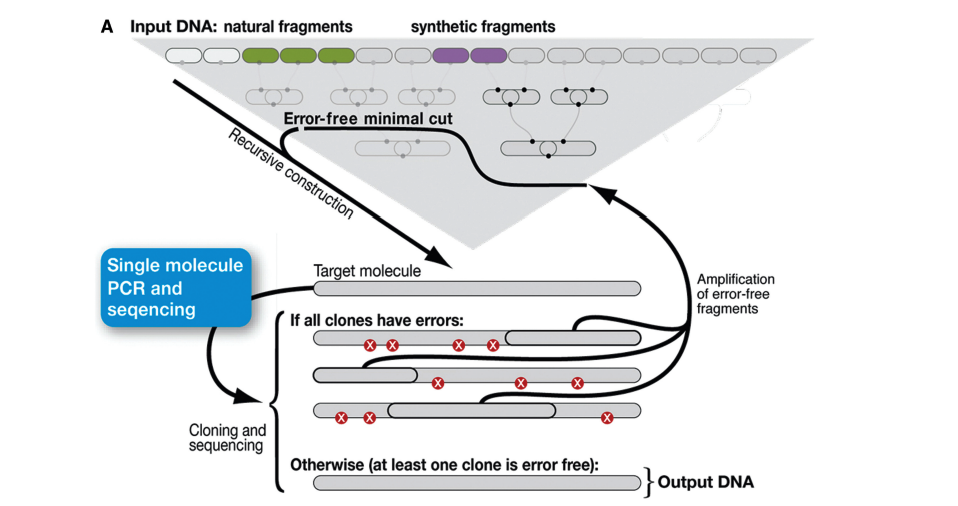 A Input DNA: natural fragments synthetic fragments
Error-free minimal cut
Recursive construction
Single molecule
PCR and
seqencing
Target molecule
Amplification
of error-free
fragments
If all clones have errors:
X X X X
X X X
X X X
Cloning and
sequencing
Otherwise (at least one clone is error free):
Output DNA